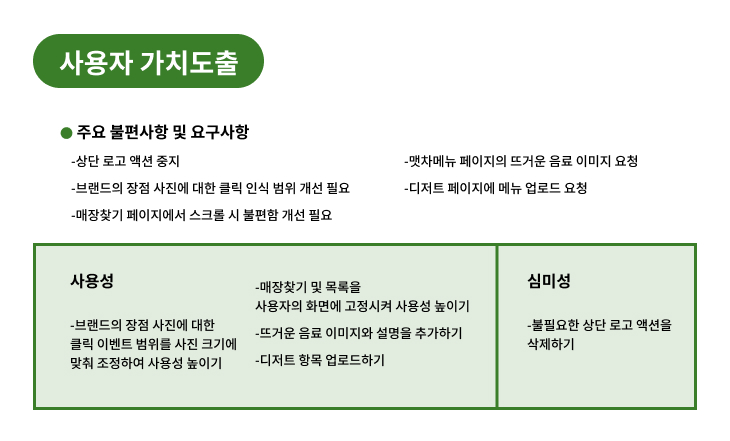 사용자 가치도출
주요 불편사항 및 요구사항
-상단 로고 액션 중지
-브랜드의 장점 사진에 대한 클릭 인식 범위 개선 필요
-매장찾기 페이지에서 스크롤 시 불편함 개선 필요
-맷차메뉴 페이지의 뜨거운 음료 이미지 요청
-디저트 페이지에 메뉴 업로드 요청
사용성
-브랜드의 장점 사진에 대한
클릭 이벤트 범위를 사진 크기에
맞춰 조정하여 사용성 높이기
-매장찾기 및 목록을
사용자의 화면에 고정시켜 사용성 높이기
-뜨거운 음료 이미지와 설명을 추가하기
-디저트 항목 업로드하기
심미성
-불필요한 상단 로고 액션을
삭제하기